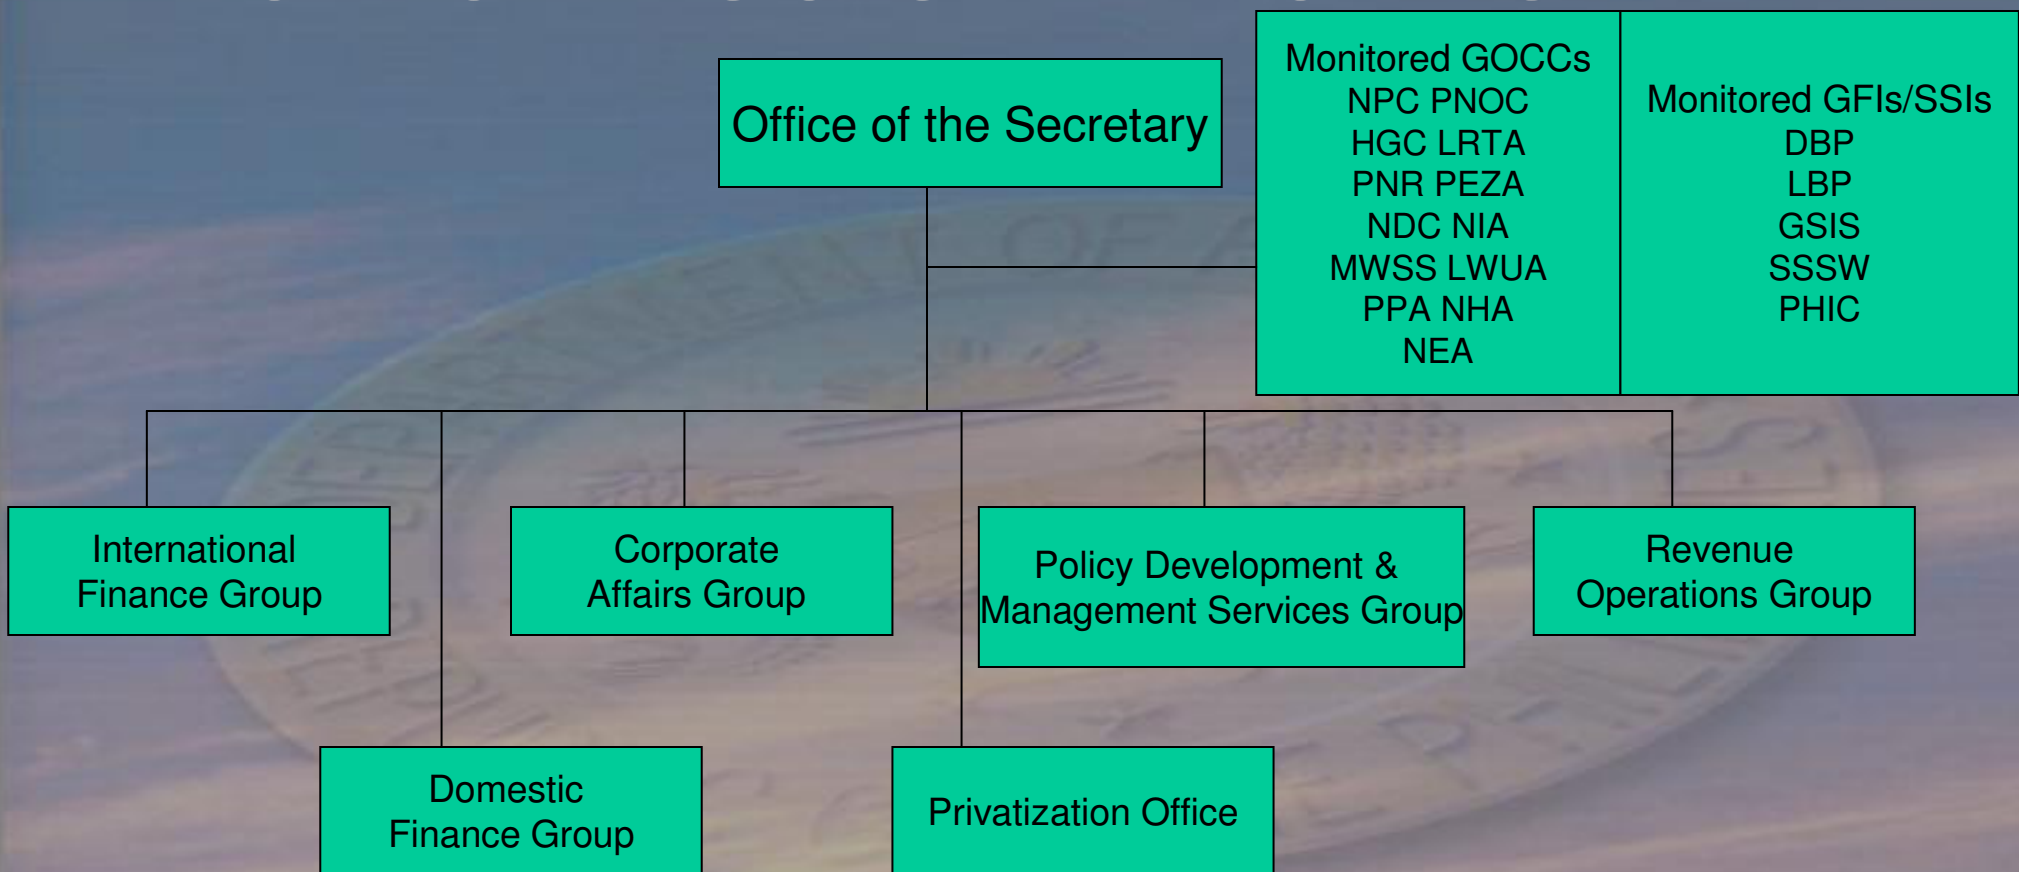 Office of the Secretary
Monitored GOCCs
NPC PNOC
HGC LRTA
PNR PEZA
NDC NIA
MWSS LWUA
PPA NHA
NEA
Monitored GFIs/SSIs
DBP
LBP
GSIS
SSSW
PHIC
International
Finance Group
Corporate
Affairs Group
Policy Development &
Management Services Group
Revenue
Operations Group
Domestic
Finance Group
Privatization Office